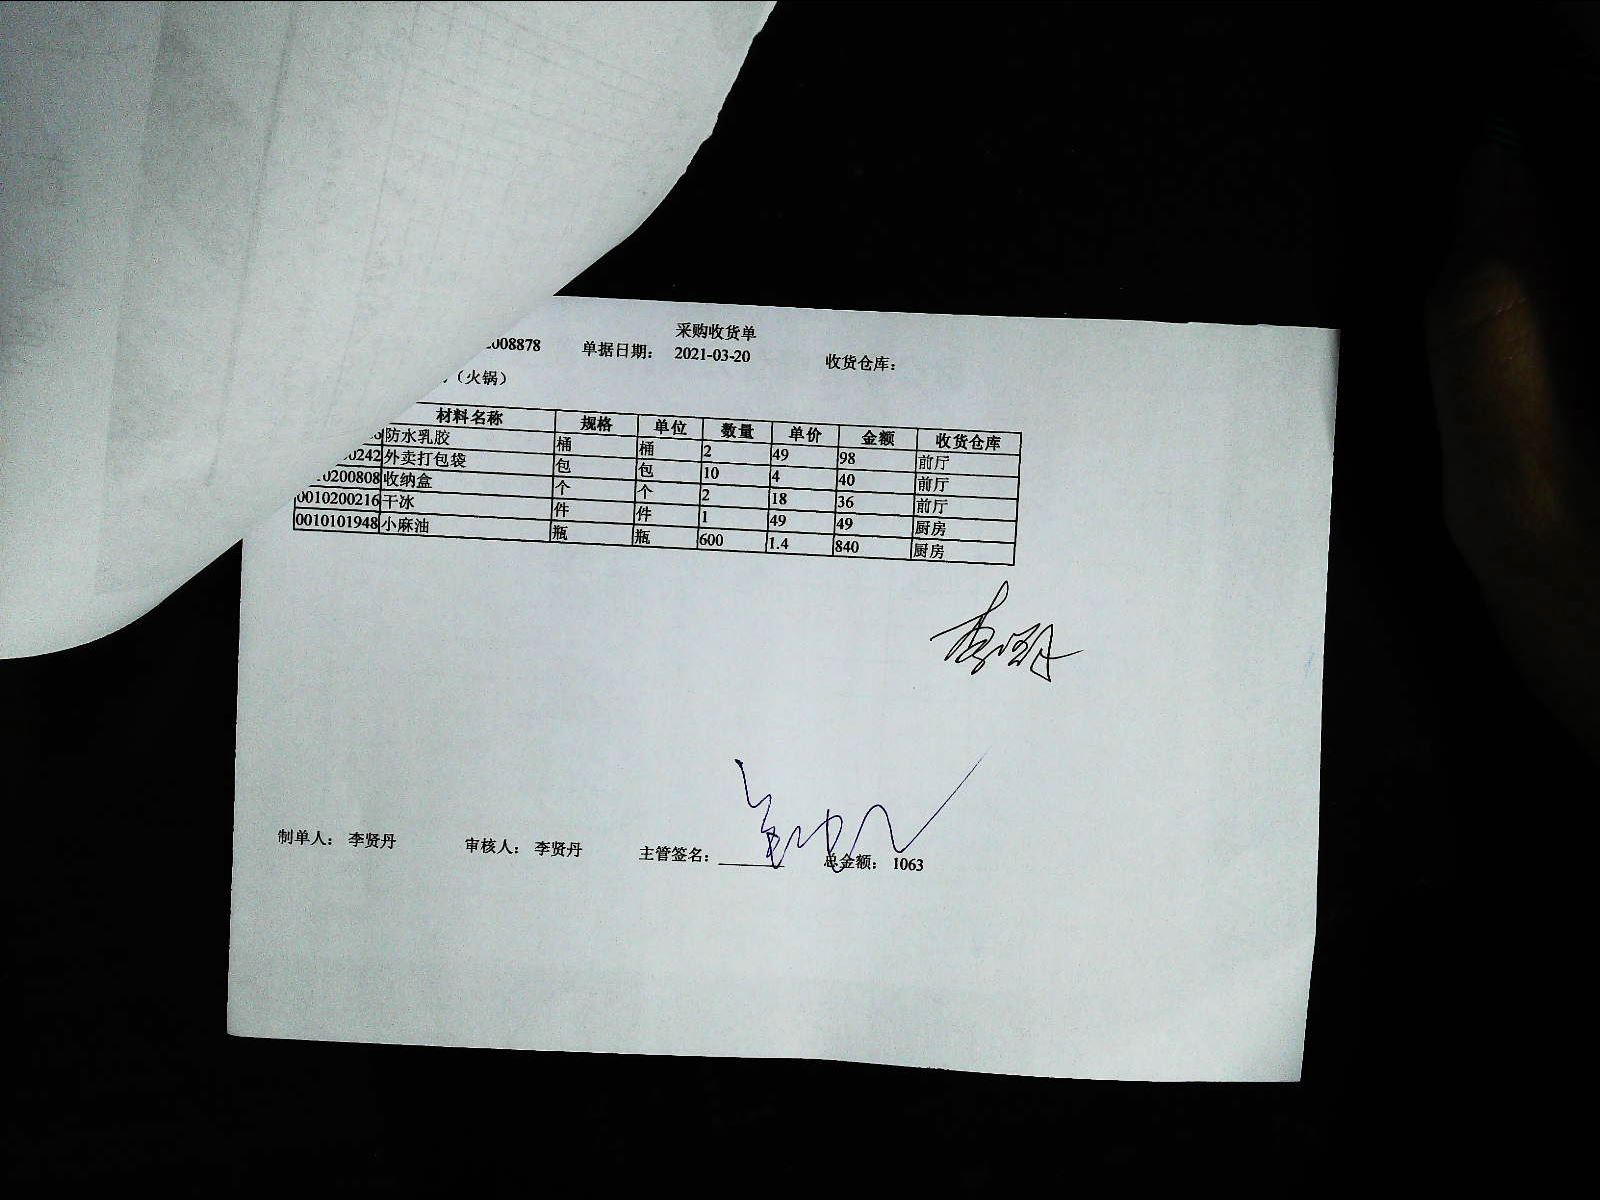 采购收货单
008878 单据日期： 2021-03-20 收货仓库：
（火锅）
材料名称 规格 单位 数量 单价 金额 收货仓库
防水乳胶 桶 桶 2 49 98 前厅
0242 外卖打包袋 包 包 10 4 40 前厅
0200808 收纳盒 个 个 2 18 36 前厅
0010200216 干冰 件 件 1 49 49 厨房
0010101948 小麻油 瓶 瓶 600 1.4 840 厨房
李贤丹
制单人： 李贤丹 审核人： 李贤丹 主管签名： 总金额： 1063